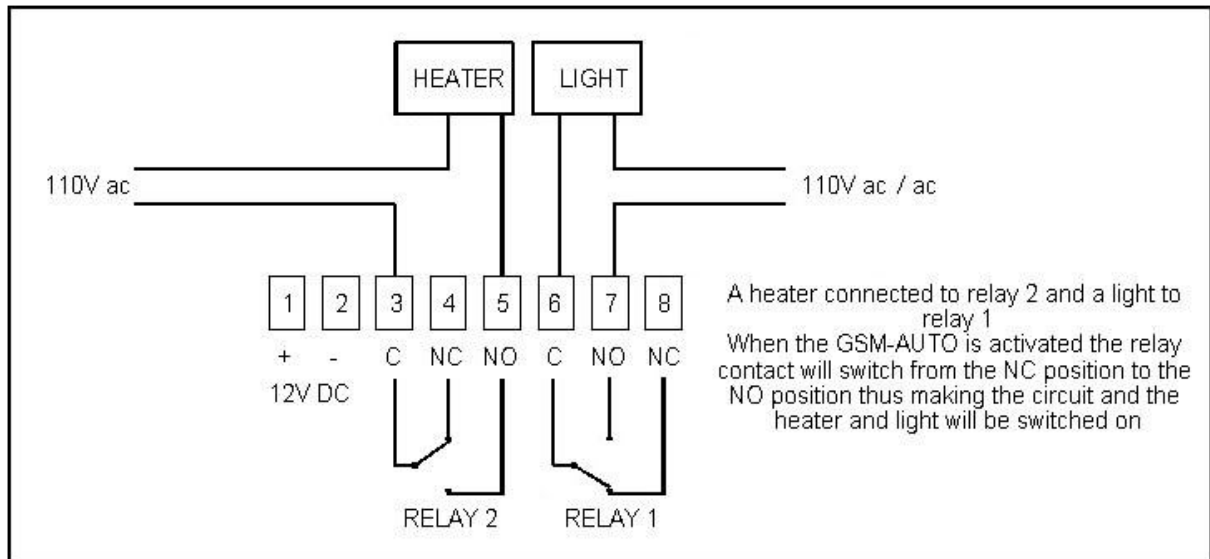 HEATER
LIGHT
110V ac
110V ac / ac
1 2 3 4 5 6 7 8
+ - C NC NO C NO NC
12V DC
A heater connected to relay 2 and a light to
relay 1
When the GSM-AUTO is activated the relay
contact will switch from the NC position to the
NO position thus making the circuit and the
heater and light will be switched on
RELAY 2
RELAY 1